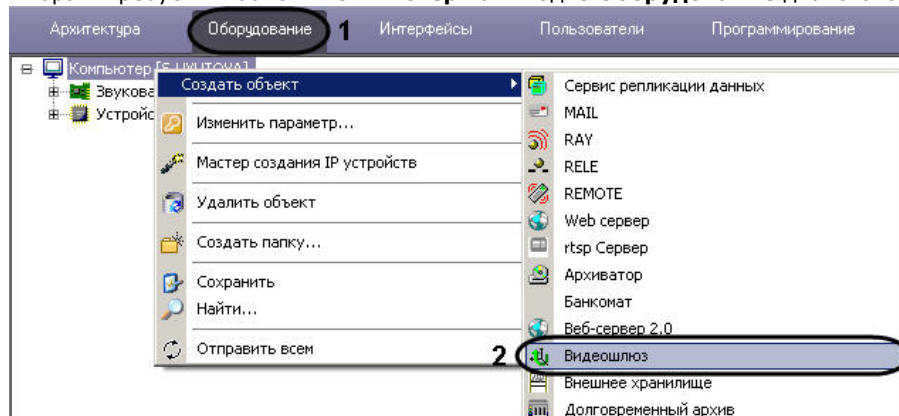 Архитектура Оборудование 1 Интерфейсы Пользователи Программирование
Компьютер
Создать объект
Звукова
Устройс
Изменить параметр...
Мастер создания IP устройств
Удалить объект
Создать папку...
Сохранить
Найти...
Отправить всем
Сервис репликации данных
MAIL
RAY
RELE
REMOTE
Web сервер
rtsp Сервер
Архиватор
Банкомат
Веб-сервер 2.0
2 Видеошлюз
Внешнее хранилище
Долговременный архив